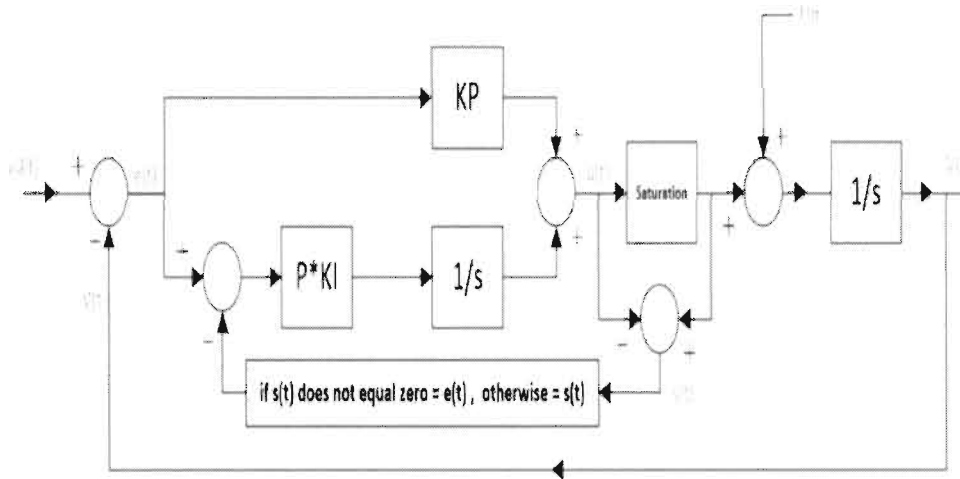 KP
+
+
+
e(t)
Saturation
+
+
1/s
-
+
P*KI
1/s
+
-
-
+
if s(t) does not equal zero = e(t) , otherwise = s(t)